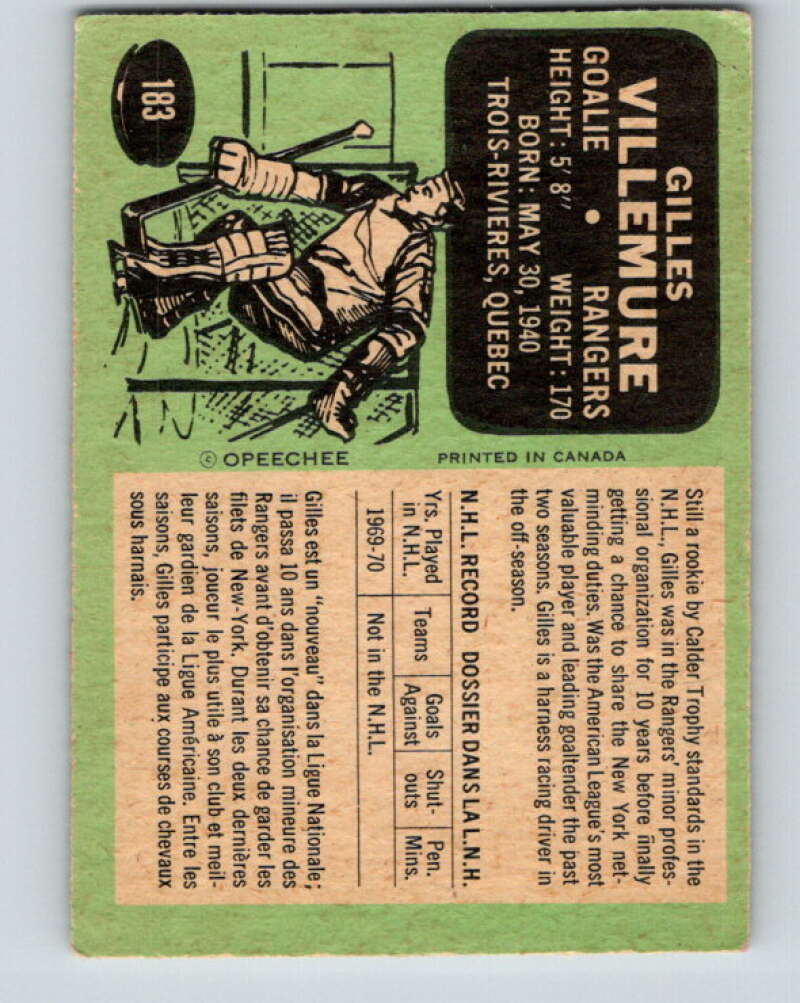 183
GILLES
VILLEMURE
GOALIE • RANGERS
HEIGHT: 5' 8" WEIGHT: 170
BORN: MAY 30, 1940
TROIS-RIVIERES, QUEBEC
© OPEECHEE
PRINTED IN CANADA
Still a rookie by Calder Trophy standards in the
N.H.L., Gilles was in the Rangers' minor profes-
sional organization for 10 years before finally
getting a chance to share the New York net-
minding duties. Was the American League's most
valuable player and leading goaltender the past
two seasons. Gilles is a harness racing driver in
the off-season.
N.H.L. RECORD DOSSIER DANS LA L.N.H.
Yrs. Played in N.H.L. Teams Goals Against Shut-outs Pen. Mins.
1969-70 Not in the N.H.L.
Gilles est un "nouveau" dans la Ligue Nationale;
il passa 10 ans dans l'organisation mineure des
Rangers avant d'obtenir sa chance de garder les
filets de New-York. Durant les deux dernières
saisons, joueur le plus utile à son club et meil-
leur gardien de la Ligue Américaine. Entre les
saisons, Gilles participe aux courses de chevaux
sous harnais.